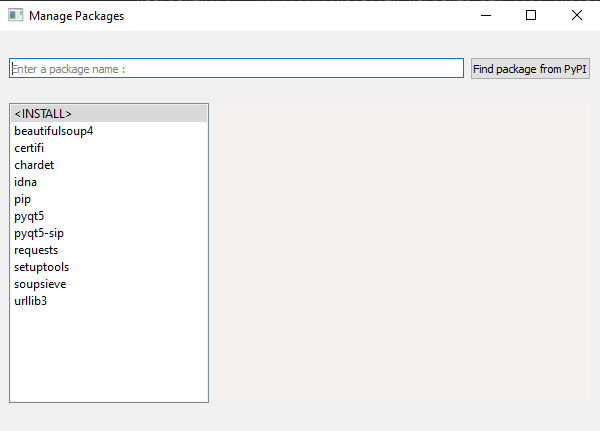 Manage Packages
Enter a package name :
Find package from PyPI
<INSTALL>
beautifulsoup4
certifi
chardet
idna
pip
pyqt5
pyqt5-sip
requests
setuptools
soupsieve
urllib3